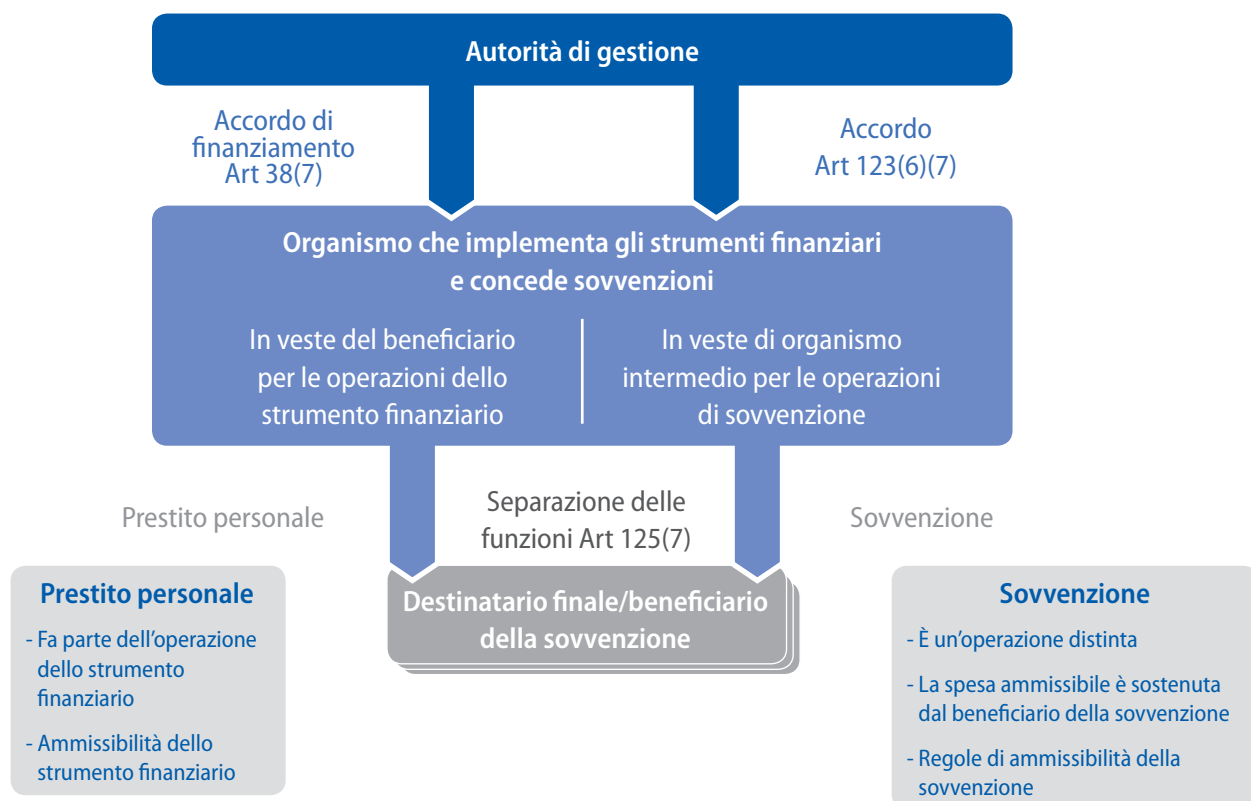 Autorità di gestione
Accordo di
finanziamento
Art 38(7)
Accordo
Art 123(6)(7)
Organismo che implementa gli strumenti finanziari
e concede sovvenzioni
In veste del beneficiario
per le operazioni dello
strumento finanziario
In veste di organismo
intermedio per le operazioni
di sovvenzione
Prestito personale
Separazione delle
funzioni Art 125(7)
Sovvenzione
Prestito personale
- Fa parte dell’operazione
dello strumento
finanziario
- Ammissibilità dello
strumento finanziario
Destinatario finale/beneficiario
della sovvenzione
Sovvenzione
- È un’operazione distinta
- La spesa ammissibile è sostenuta
dal beneficiario della sovvenzione
- Regole di ammissibilità della
sovvenzione